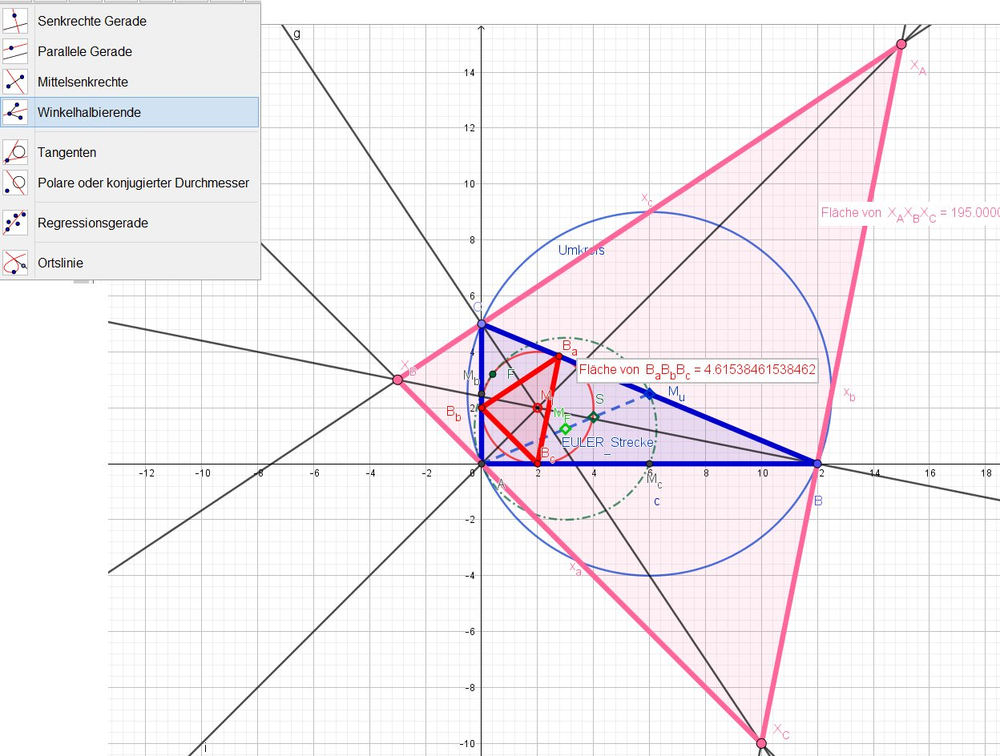 Senkrechte Gerade
Parallele Gerade
Mittelsenkrechte
Winkelhalbierende
Tangenten
Polare oder konjugierter Durchmesser
Regressionsgerade
Ortslinie
g
14
X_A
12
10
x_c
Fläche von X_AX_BX_C = 195.0000
8
Umkreis
6
C
4
B_a
X_B
M_b
F
Fläche von B_aB_bB_c = 4.61538461538462
M_u
x_b
S
2
B_b
M_F
EULER_Strecke
B_c
-12 -10 -8 -6 -4 -2 0 2 4 6 8 10 12 14 16 18
A
M_c
c
B
-2
x_a
-4
-6
-8
X_C
-10
i